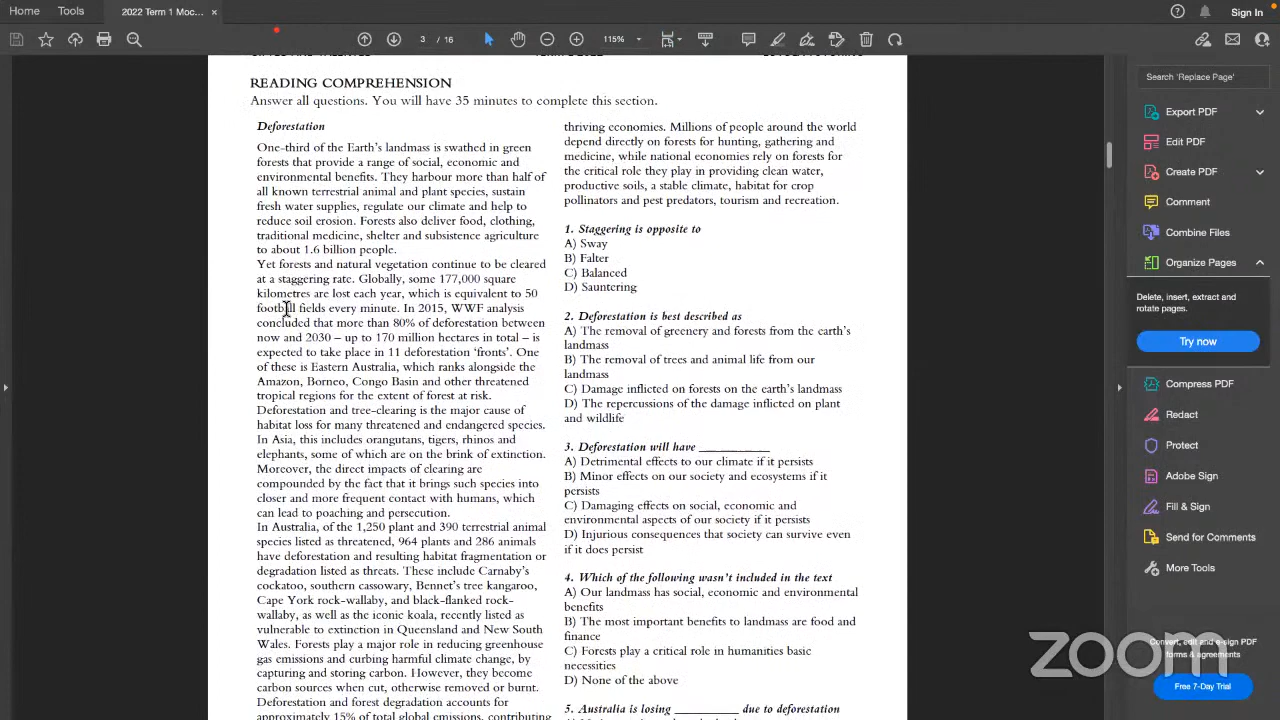 Home
Tools
2022 Term 1 Moc...
Sign In
3 / 16
115%
READING COMPREHENSION
Answer all questions. You will have 35 minutes to complete this section.
Deforestation
One-third of the Earth's landmass is swathed in green
forests that provide a range of social, economic and
environmental benefits. They harbour more than half of
all known terrestrial animal and plant species, sustain
fresh water supplies, regulate our climate and help to
reduce soil erosion. Forests also deliver food, clothing,
traditional medicine, shelter and subsistence agriculture
to about 1.6 billion people.
Yet forests and natural vegetation continue to be cleared
at a staggering rate. Globally, some 177,000 square
kilometres are lost each year, which is equivalent to 50
football fields every minute. In 2015, WWF analysis
concluded that more than 80% of deforestation between
now and 2030 – up to 170 million hectares in total – is
expected to take place in 11 deforestation 'fronts'. One
of these is Eastern Australia, which ranks alongside the
Amazon, Borneo, Congo Basin and other threatened
tropical regions for the extent of forest at risk.
Deforestation and tree-clearing is the major cause of
habitat loss for many threatened and endangered species.
In Asia, this includes orangutans, tigers, rhinos and
elephants, some of which are on the brink of extinction.
Moreover, the direct impacts of clearing are
compounded by the fact that it brings such species into
closer and more frequent contact with humans, which
can lead to poaching and persecution.
In Australia, of the 1,250 plant and 390 terrestrial animal
species listed as threatened, 964 plants and 286 animals
have deforestation and resulting habitat fragmentation or
degradation listed as threats. These include Carnaby's
cockatoo, southern cassowary, Bennet's tree kangaroo,
Cape York rock-wallaby, and black-flanked rock-
wallaby, as well as the iconic koala, recently listed as
vulnerable to extinction in Queensland and New South
Wales. Forests play a major role in reducing greenhouse
gas emissions and curbing harmful climate change, by
capturing and storing carbon. However, they become
carbon sources when cut, otherwise removed or burnt.
Deforestation and forest degradation accounts for
approximately 15% of total global emissions, contributing
thriving economies. Millions of people around the world
depend directly on forests for hunting, gathering and
medicine, while national economies rely on forests for
the critical role they play in providing clean water,
productive soils, a stable climate, habitat for crop
pollinators and pest predators, tourism and recreation.
1. Staggering is opposite to
A) Sway
B) Falter
C) Balanced
D) Sauntering
2. Deforestation is best described as
A) The removal of greenery and forests from the earth's
landmass
B) The removal of trees and animal life from our
landmass
C) Damage inflicted on forests on the earth's landmass
D) The repercussions of the damage inflicted on plant
and wildlife
3. Deforestation will have __________
A) Detrimental effects to our climate if it persists
B) Minor effects on our society and ecosystems if it
persists
C) Damaging effects on social, economic and
environmental aspects of our society if it persists
D) Injurious consequences that society can survive even
if it does persist
4. Which of the following wasn't included in the text
A) Our landmass has social, economic and environmental
benefits
B) The most important benefits to landmass are food and
finance
C) Forests play a critical role in humanities basic
necessities
D) None of the above
5. Australia is losing __________ due to deforestation
Search 'Replace Page'
Export PDF
Edit PDF
Create PDF
Comment
Combine Files
Organize Pages
Delete, insert, extract and
rotate pages.
Try now
Compress PDF
Redact
Protect
Adobe Sign
Fill & Sign
Send for Comments
More Tools
Convert, edit and e-sign PDF
forms & agreements
Free 7-Day Trial
zoom